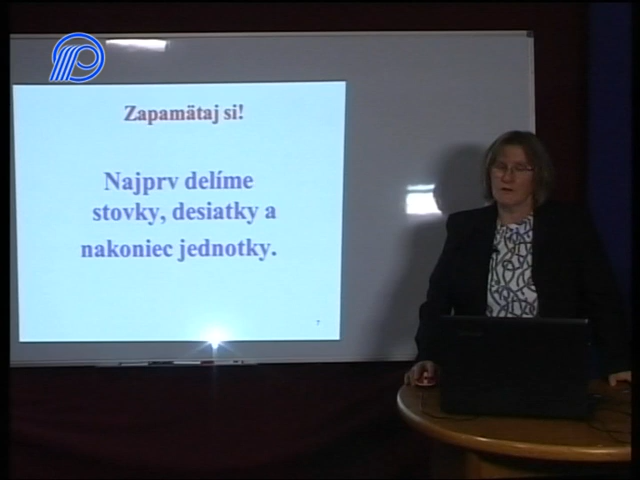 Zapamätaj si!
Najprv delíme
stovky, desiatky a
nakoniec jednotky.
7